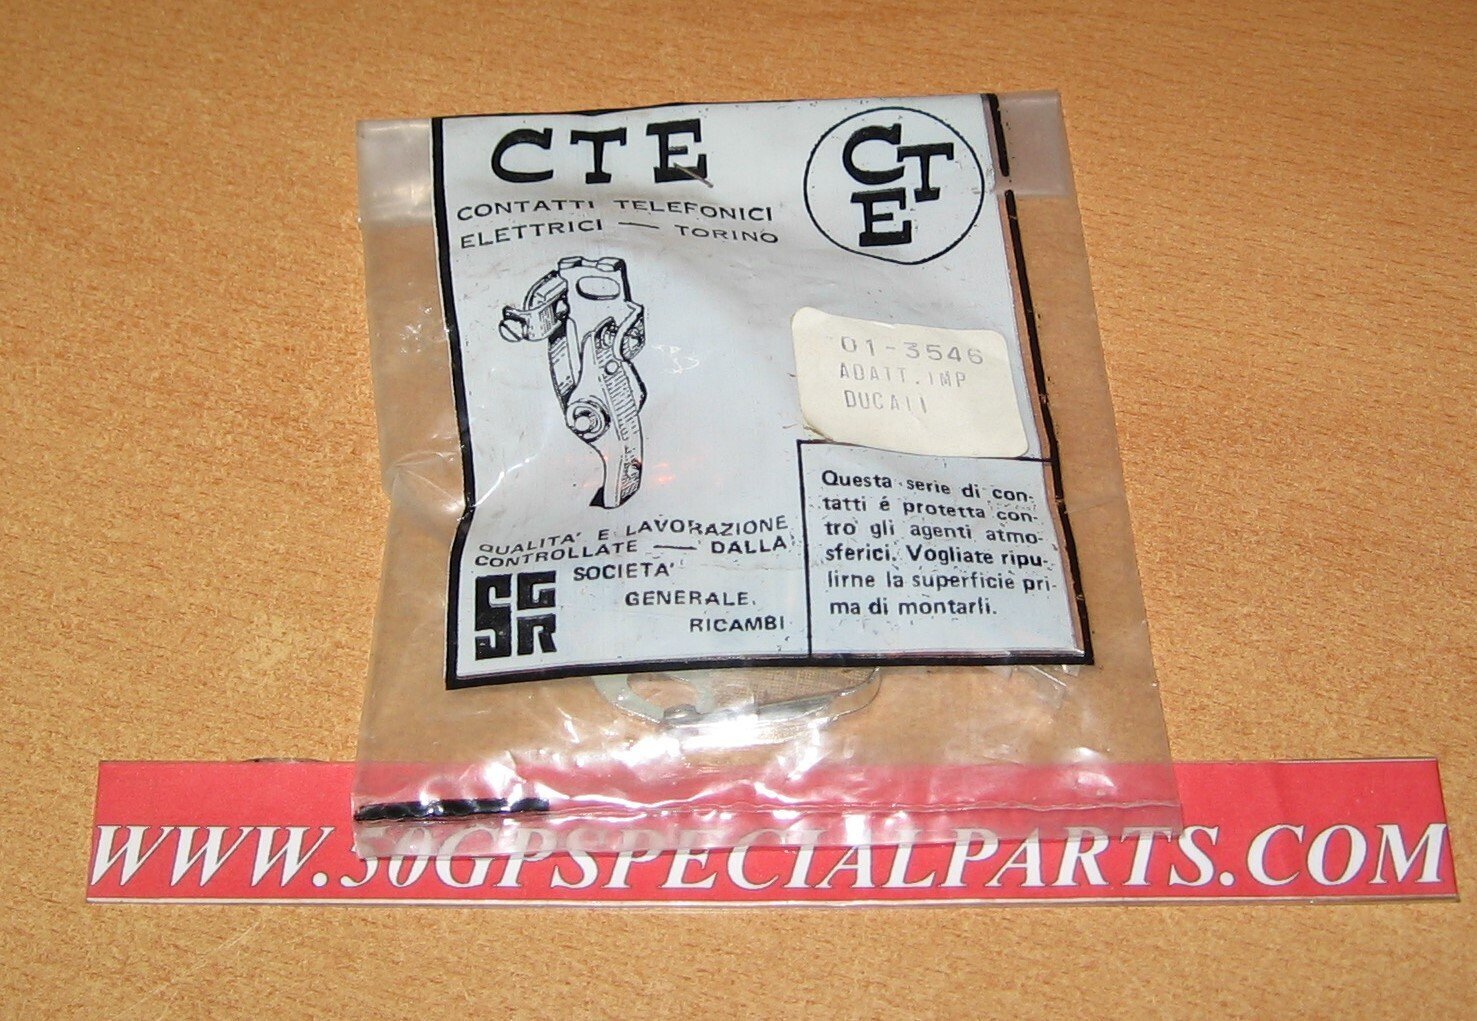 CTE
CONTATTI TELEFONICI
ELETTRICI — TORINO
CT
E
01-3546
ADATT. IMP
DUCATI
Questa serie di con-
tatti é protetta con-
tro gli agenti atmo-
sferici. Vogliate ripu-
lirne la superficie pri-
ma di montarli.
QUALITA' E LAVORAZIONE
CONTROLLATE — DALLA
SOCIETA'
GENERALE
RICAMBI
SGR
WWW.50GPSPECIALPARTS.COM